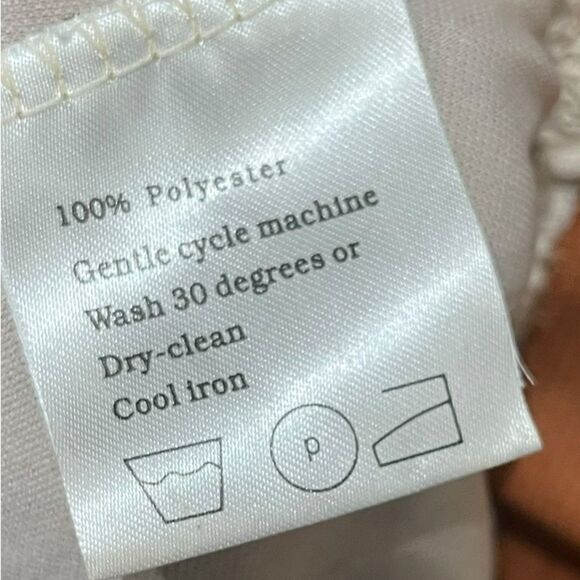 100% Polyester
Gentle cycle machine
Wash 30 degrees or
Dry-clean
Cool iron
p